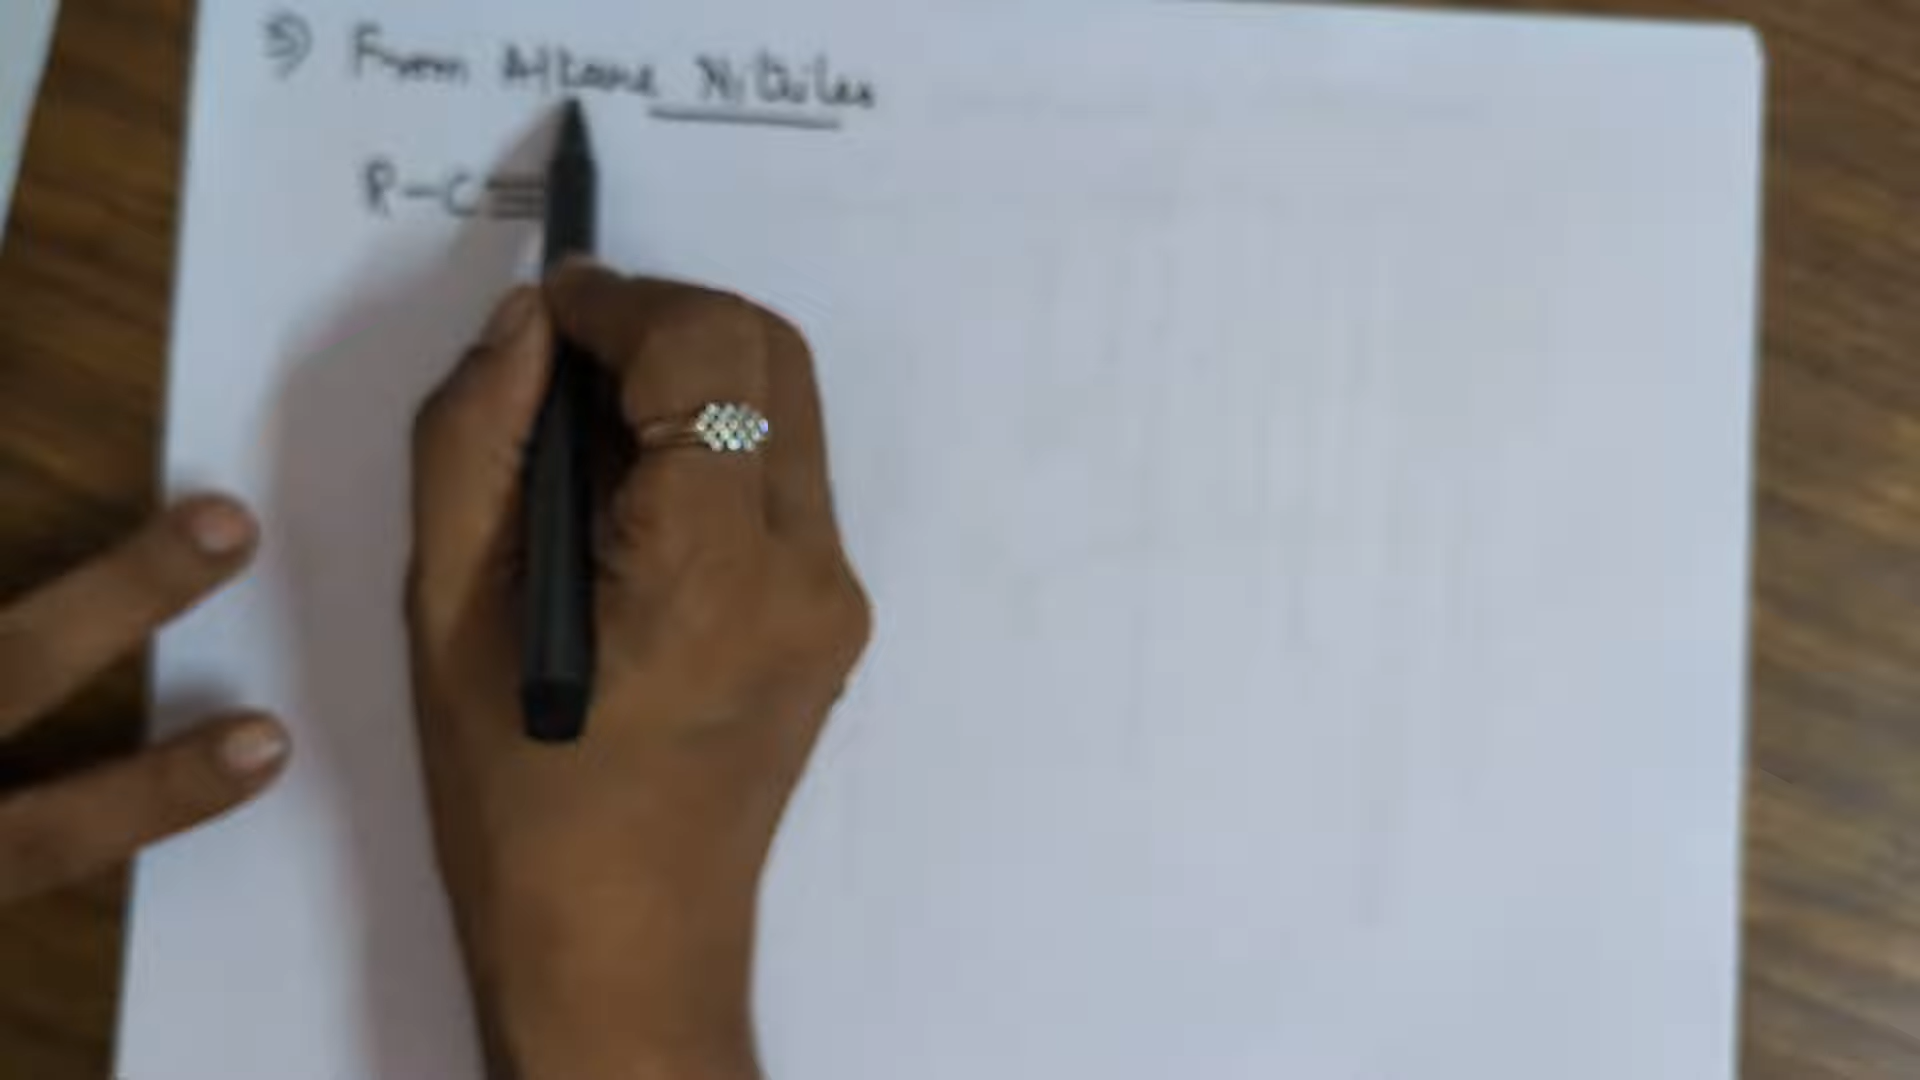 5) From Alkane Nitriles
R-C≡